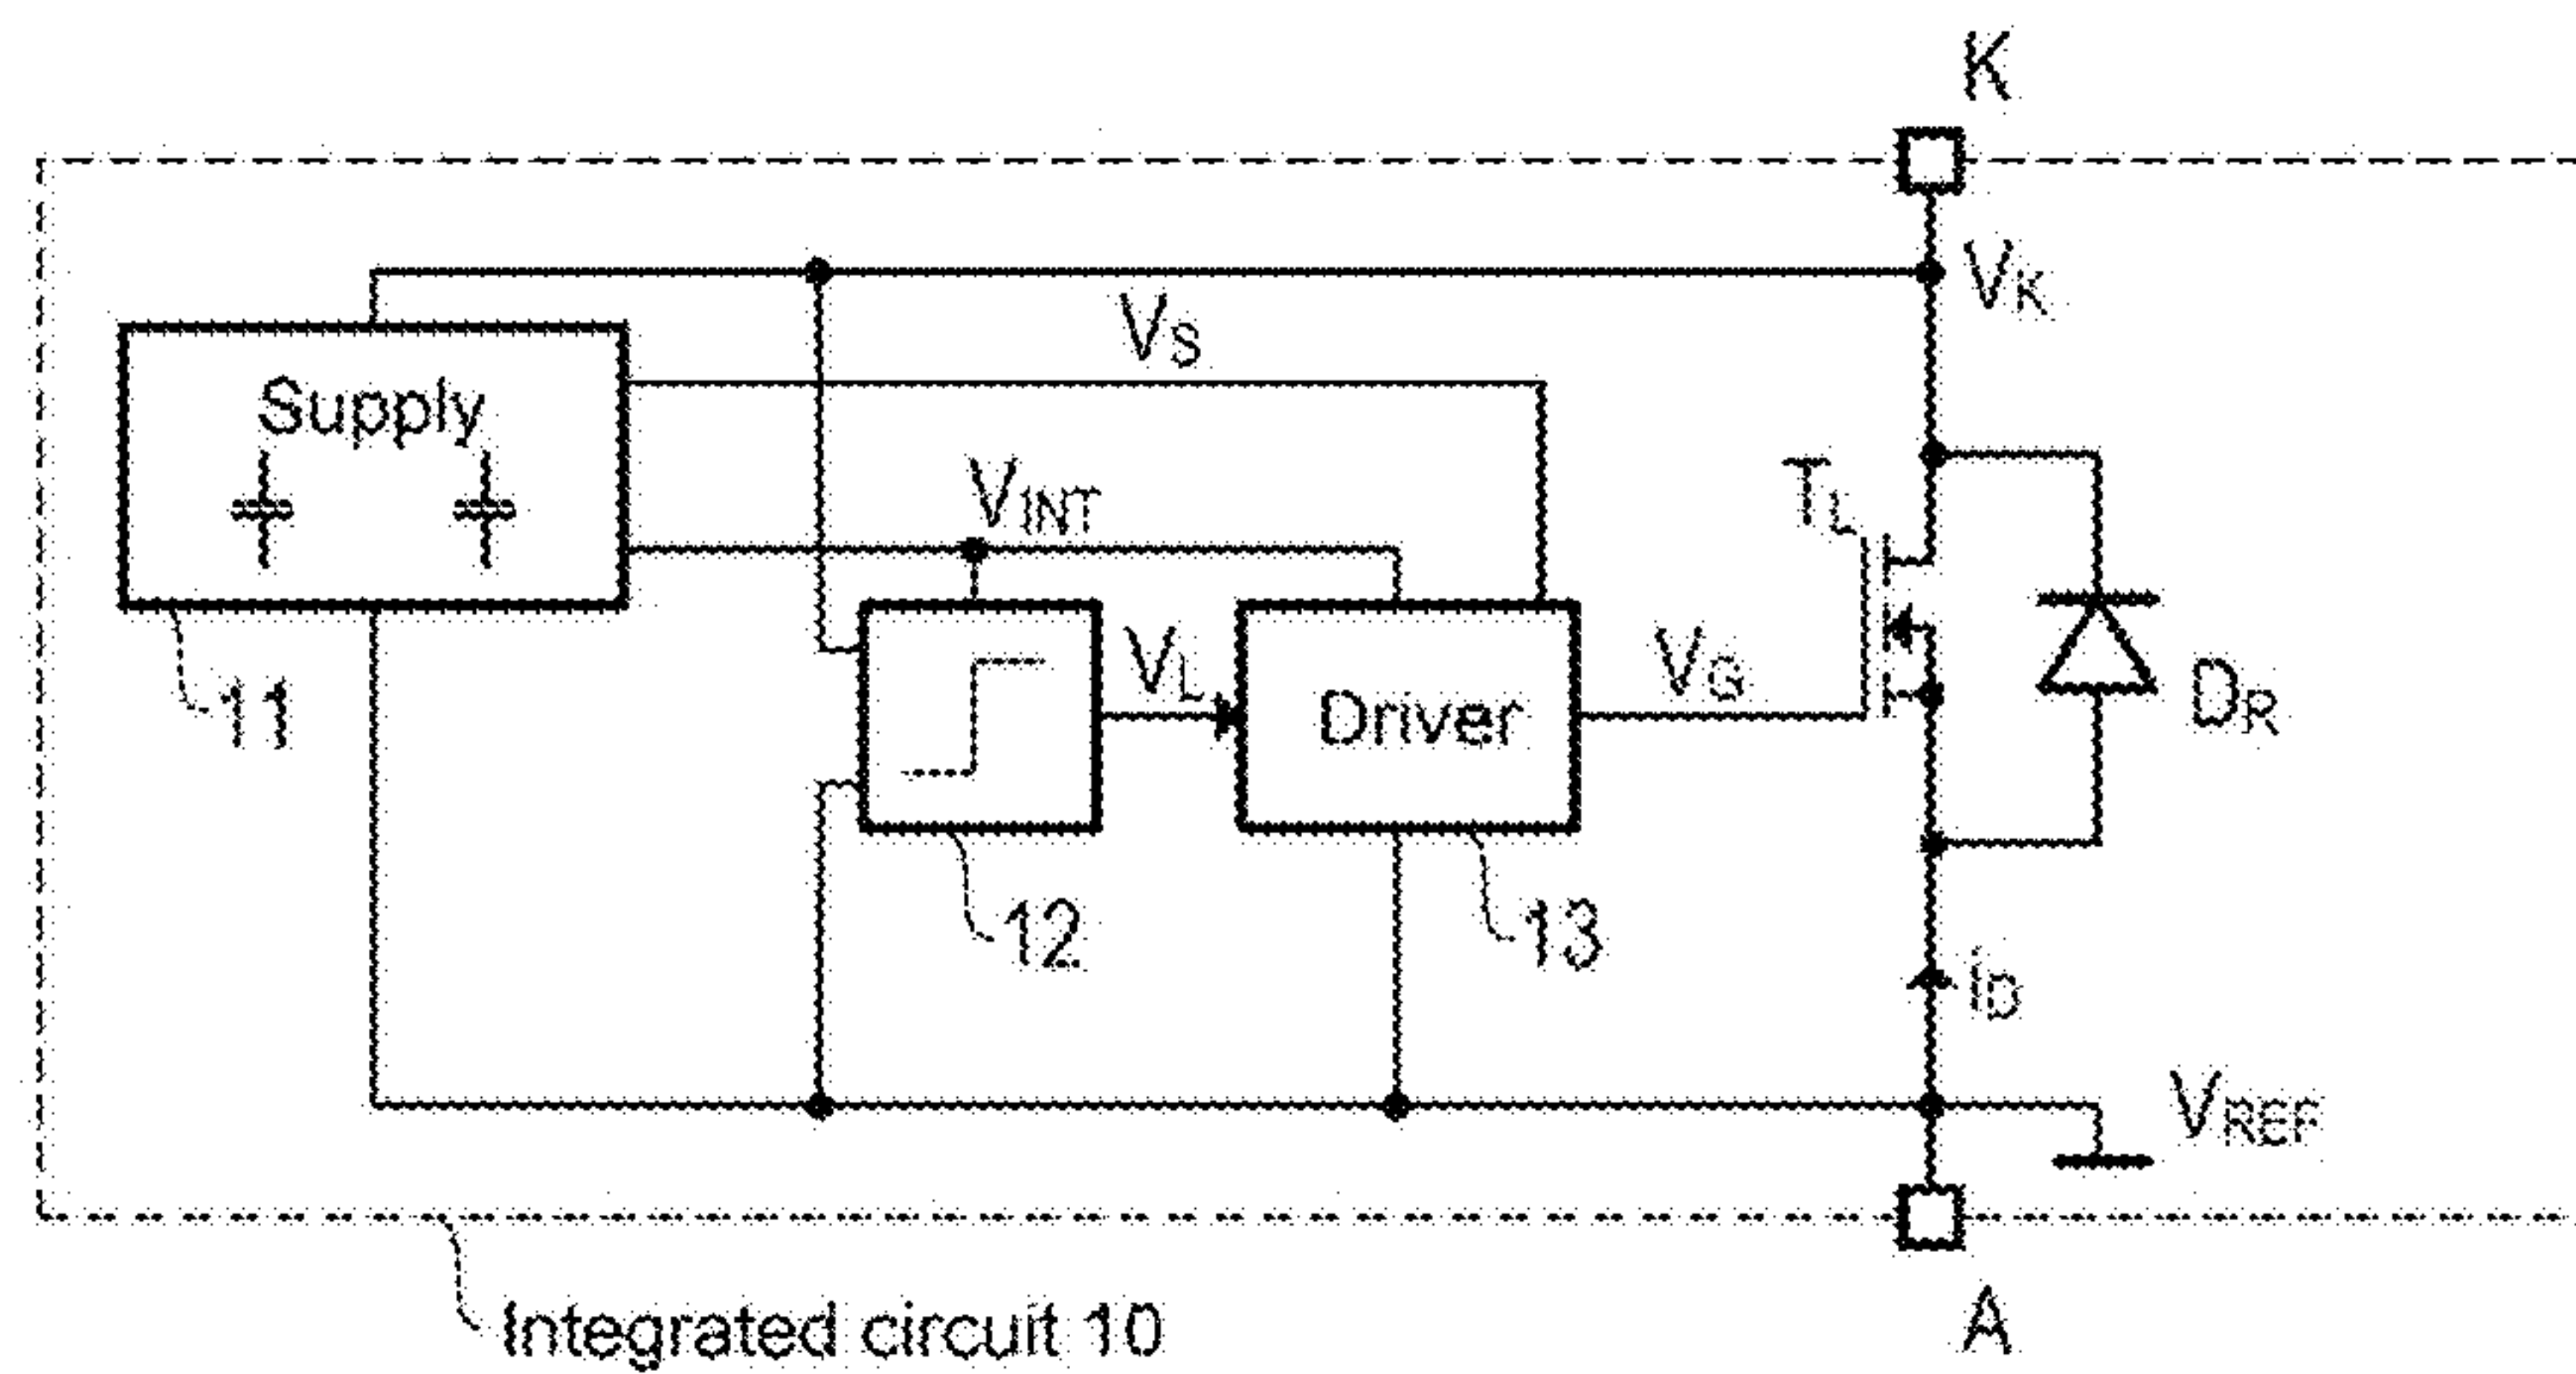 K
VK
VS
Supply
VINT
TL
11
VL
Driver
VG
DR
12
13
iD
VREF
Integrated circuit 10
A